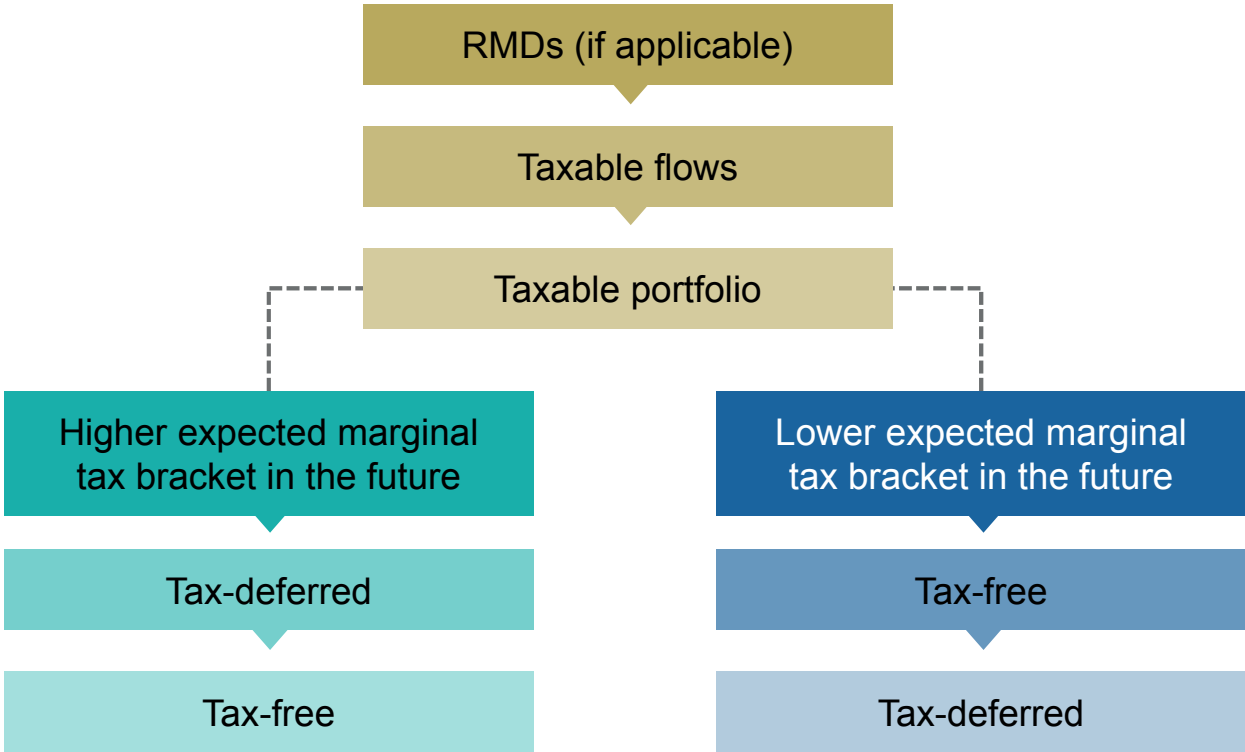 RMDs (if applicable)
Taxable flows
Taxable portfolio
Higher expected marginal
tax bracket in the future
Tax-deferred
Tax-free
Lower expected marginal
tax bracket in the future
Tax-free
Tax-deferred